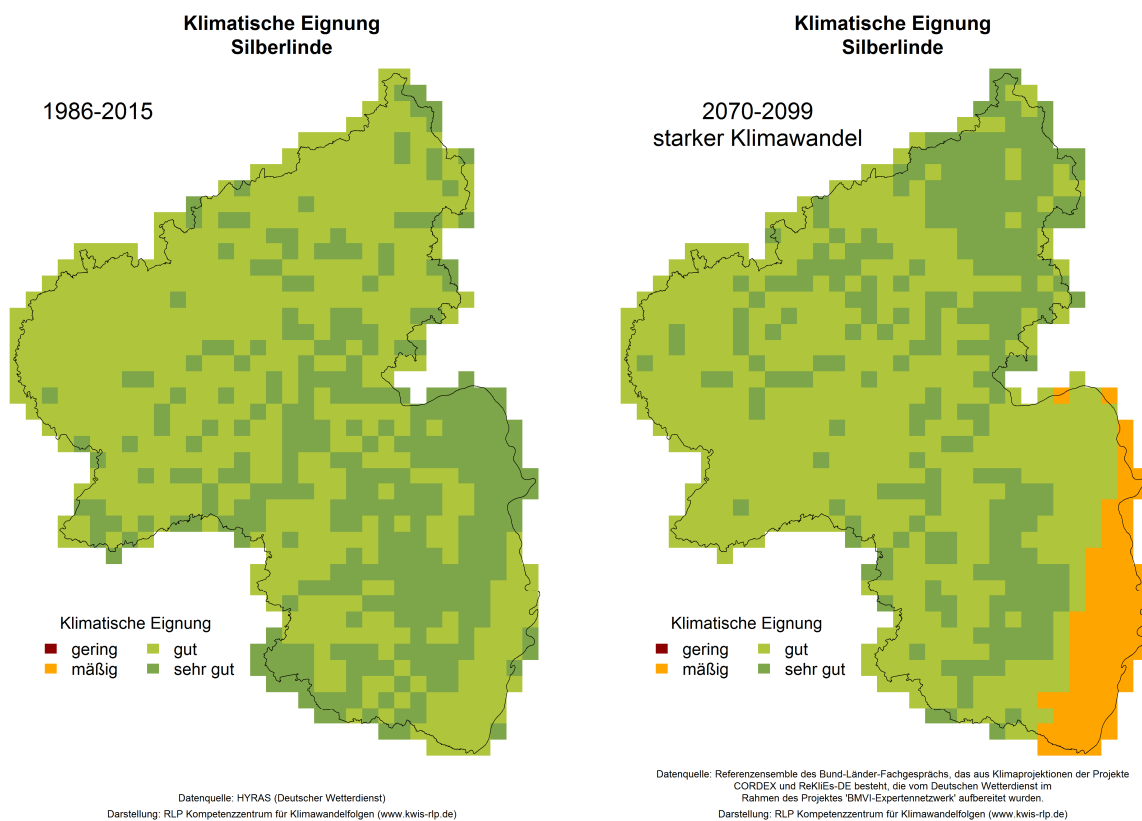 Klimatische Eignung
Silberlinde
1986-2015
Klimatische Eignung
gering
gut
mäßig
sehr gut
Datenquelle: HYRAS (Deutscher Wetterdienst)
Darstellung: RLP Kompetenzzentrum für Klimawandelfolgen (www.kwis-rlp.de)
Klimatische Eignung
Silberlinde
2070-2099
starker Klimawandel
Klimatische Eignung
gering
gut
mäßig
sehr gut
Datenquelle: Referenzensemble des Bund-Länder-Fachgesprächs, das aus Klimaprojektionen der Projekte
CORDEX und ReKliEs-DE besteht, die vom Deutschen Wetterdienst im
Rahmen des Projektes 'BMVI-Expertennetzwerk' aufbereitet wurden.
Darstellung: RLP Kompetenzzentrum für Klimawandelfolgen (www.kwis-rlp.de)